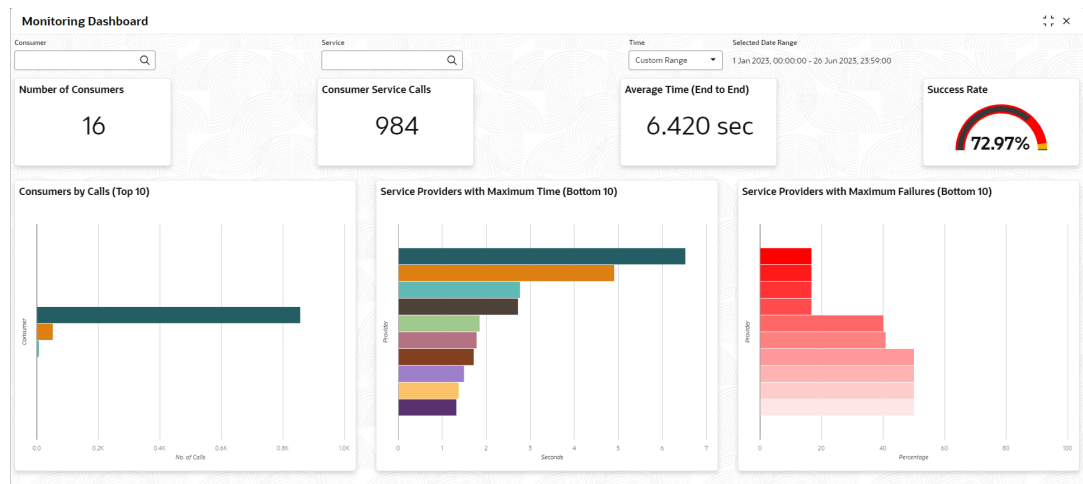 Monitoring Dashboard
Consumer
Service
Time
Selected Date Range
Custom Range
1 Jan 2023, 00:00:00 - 26 Jun 2023, 23:59:00
Number of Consumers
16
Consumer Service Calls
984
Average Time (End to End)
6.420 sec
Success Rate
72.97%
Consumers by Calls (Top 10)
Consumer
0.0 0.2K 0.4K 0.6K 0.8K 1.0K
No. of Calls
Service Providers with Maximum Time (Bottom 10)
Provider
0 1 2 3 4 5 6 7
Seconds
Service Providers with Maximum Failures (Bottom 10)
Provider
0 20 40 60 80 100
Percentage